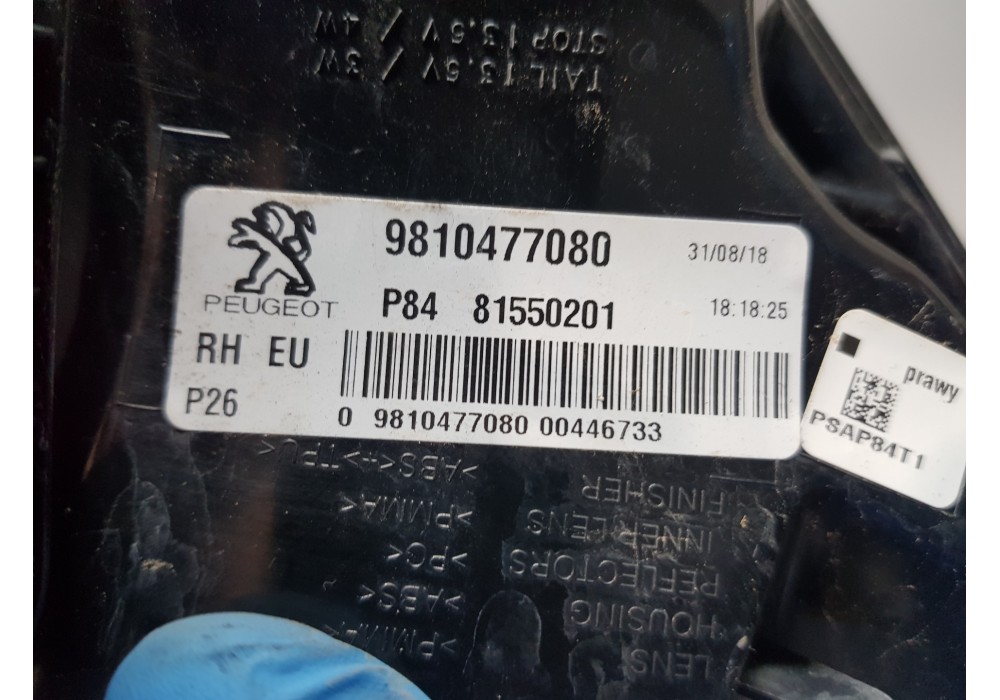 TAIL 13,5V / 3W
STOP 13,5V / 4W
9810477080
31/08/18
PEUGEOT
P84 81550201
18:18:25
RH EU
P26
0 9810477080 00446733
prawy
PSAP84T1
LENS >PMMA<
HOUSING >ABS<
REFLECTORS >PC<
INNER LENS >PMMA<
FINISHER >ABS<+>TPU<